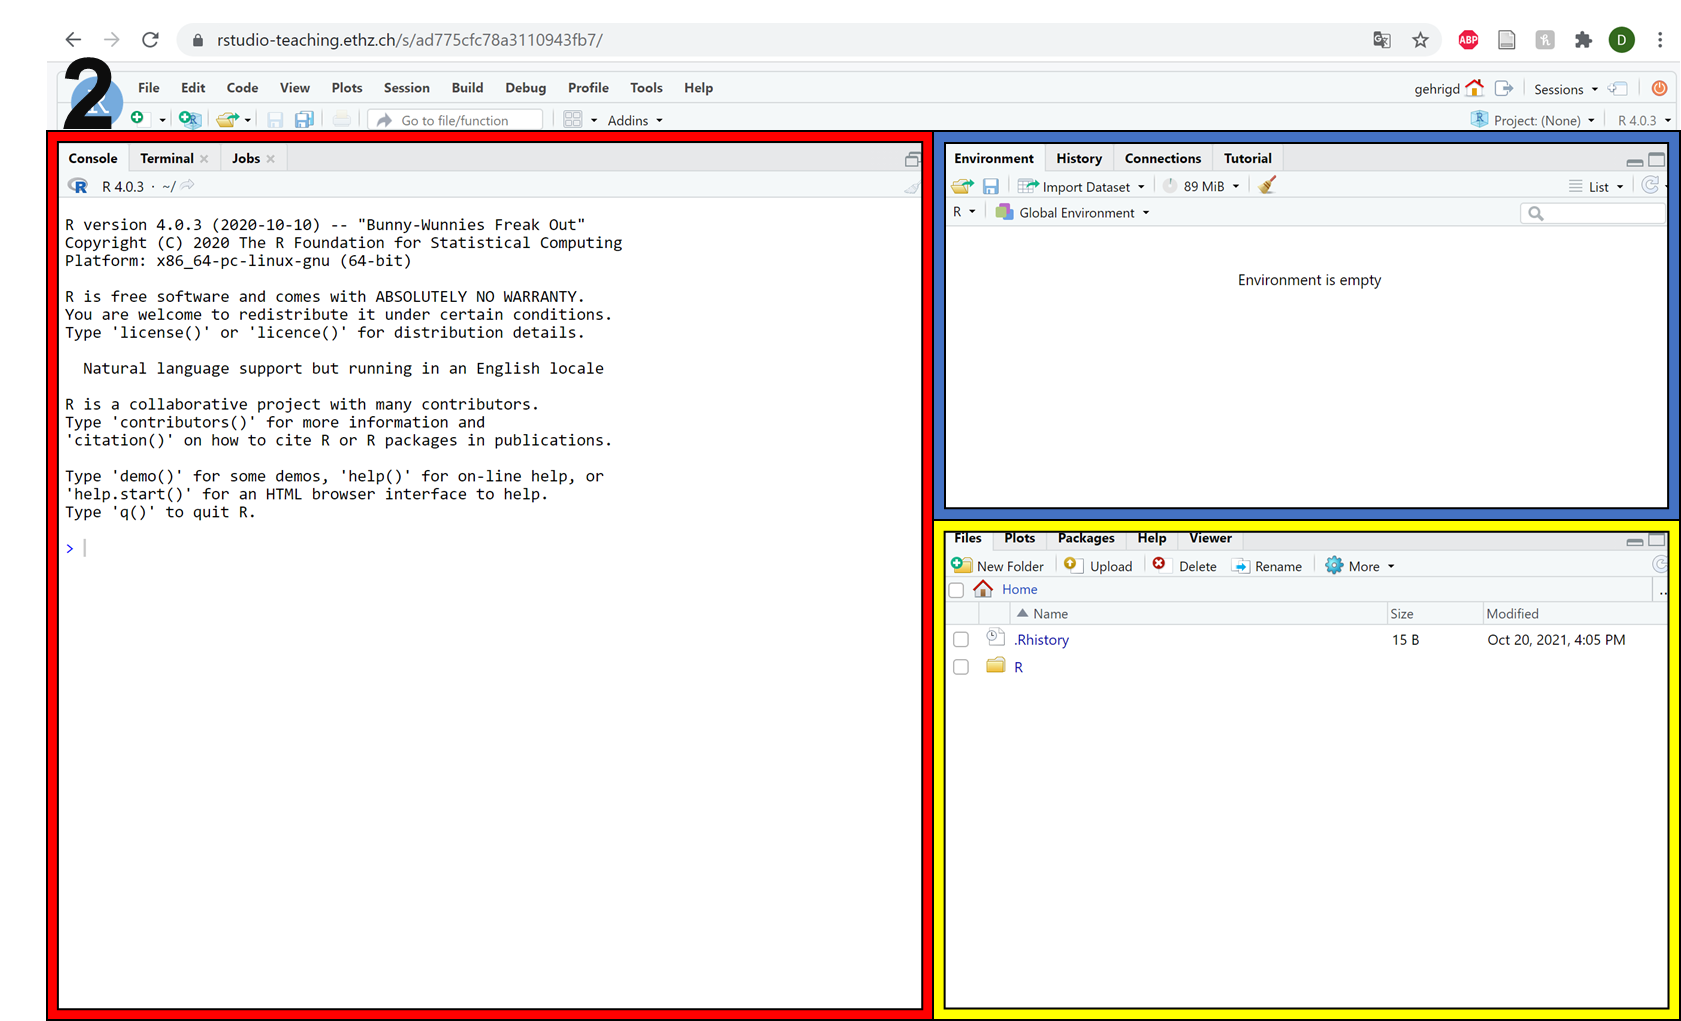 rstudio-teaching.ethz.ch/s/ad775cfc78a3110943fb7/
ABP
D
2
File Edit Code View Plots Session Build Debug Profile Tools Help
gehrigd Sessions
Go to file/function Addins
Project: (None) R 4.0.3
Console Terminal Jobs
R 4.0.3 · ~/
R version 4.0.3 (2020-10-10) -- "Bunny-Wunnies Freak Out"
Copyright (C) 2020 The R Foundation for Statistical Computing
Platform: x86_64-pc-linux-gnu (64-bit)
R is free software and comes with ABSOLUTELY NO WARRANTY.
You are welcome to redistribute it under certain conditions.
Type 'license()' or 'licence()' for distribution details.
Natural language support but running in an English locale
R is a collaborative project with many contributors.
Type 'contributors()' for more information and
'citation()' on how to cite R or R packages in publications.
Type 'demo()' for some demos, 'help()' for on-line help, or
'help.start()' for an HTML browser interface to help.
Type 'q()' to quit R.
>
Environment History Connections Tutorial
Import Dataset 89 MiB List
R Global Environment
Environment is empty
Files Plots Packages Help Viewer
New Folder Upload Delete Rename More
Home
Name Size Modified
.Rhistory 15 B Oct 20, 2021, 4:05 PM
R